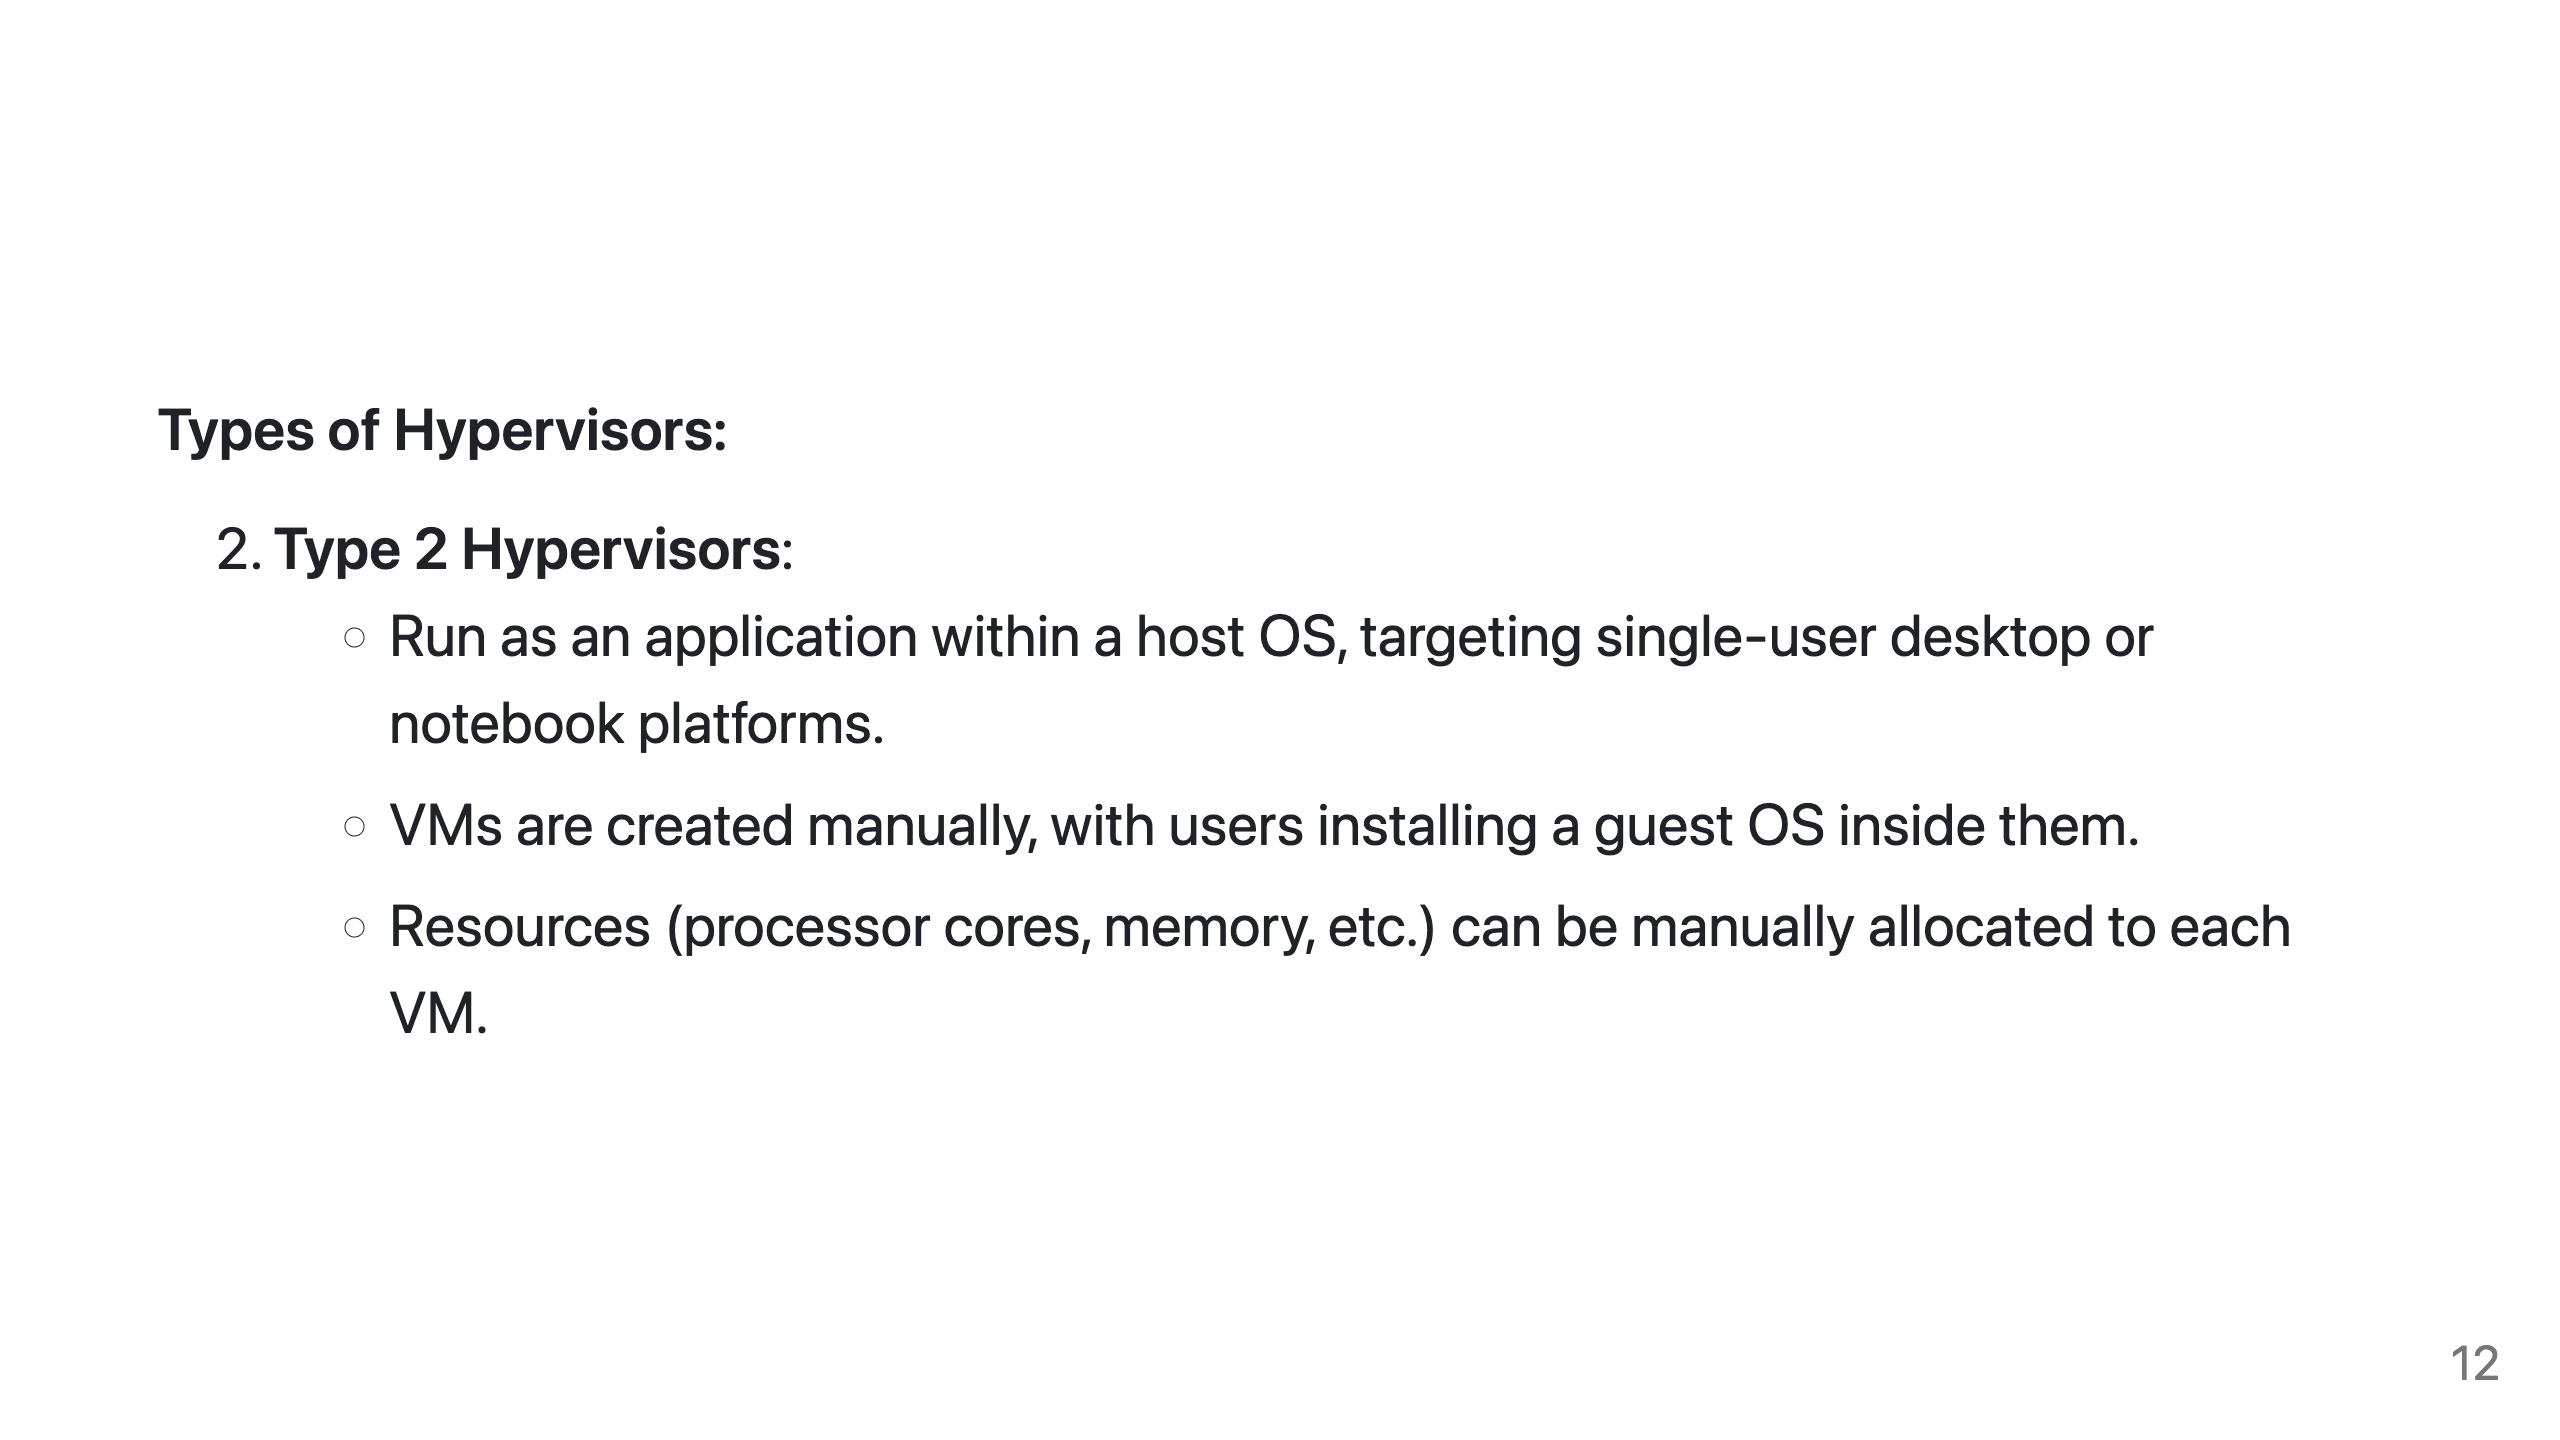 Types of Hypervisors:
2. Type 2 Hypervisors:
○ Run as an application within a host OS, targeting single-user desktop or
notebook platforms.
○ VMs are created manually, with users installing a guest OS inside them.
○ Resources (processor cores, memory, etc.) can be manually allocated to each
VM.
12